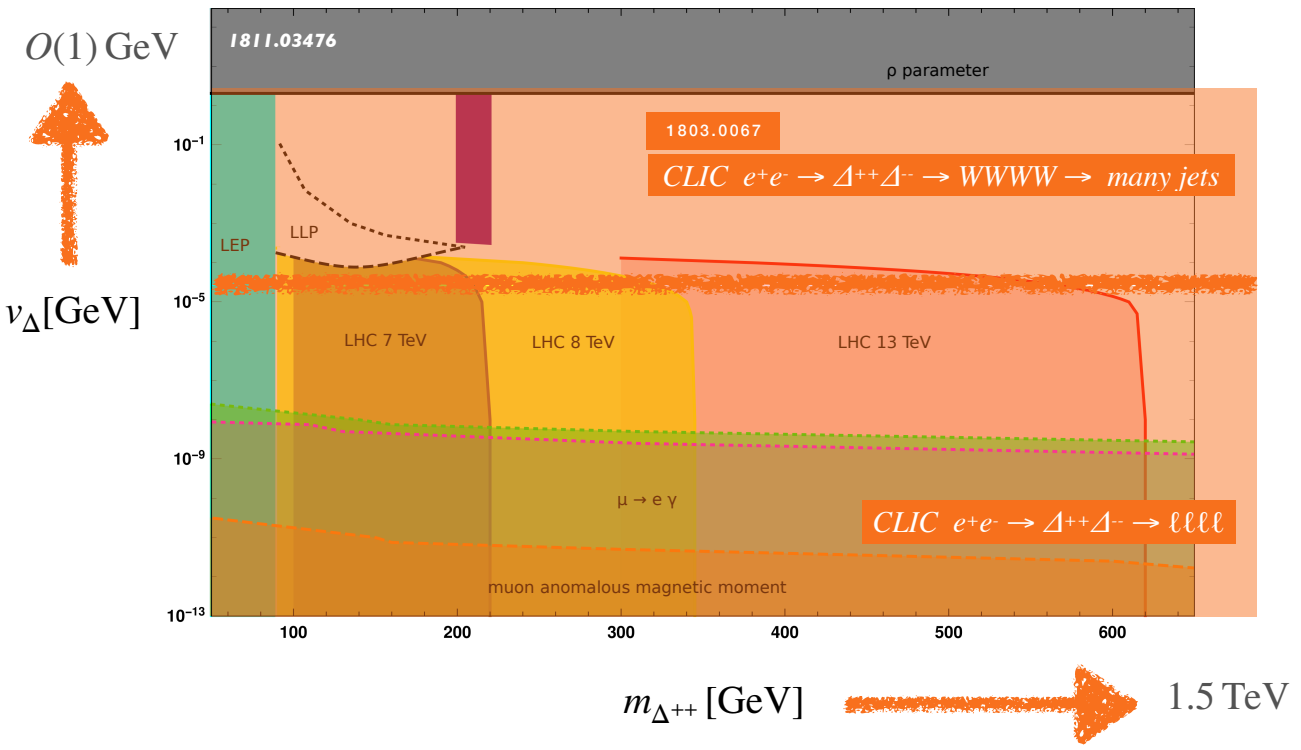 O(1) GeV
1811.03476
ρ parameter
1803.0067
CLIC e⁺e⁻ → Δ⁺⁺Δ⁻⁻ → WWWW → many jets
10⁻¹
LLP
LEP
10⁻⁵
v_Δ[GeV]
LHC 7 TeV
LHC 8 TeV
LHC 13 TeV
10⁻⁹
μ → e γ
CLIC e⁺e⁻ → Δ⁺⁺Δ⁻⁻ → ℓℓℓℓ
muon anomalous magnetic moment
10⁻¹³
100 200 300 400 500 600
m_Δ⁺⁺ [GeV]
1.5 TeV